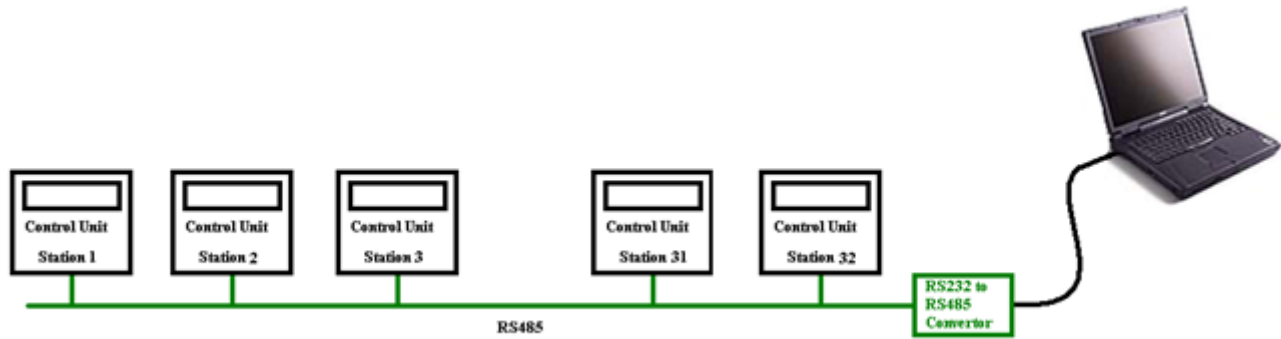 Control Unit
Station 1
Control Unit
Station 2
Control Unit
Station 3
Control Unit
Station 31
Control Unit
Station 32
RS232 to
RS485
Convertor
RS485